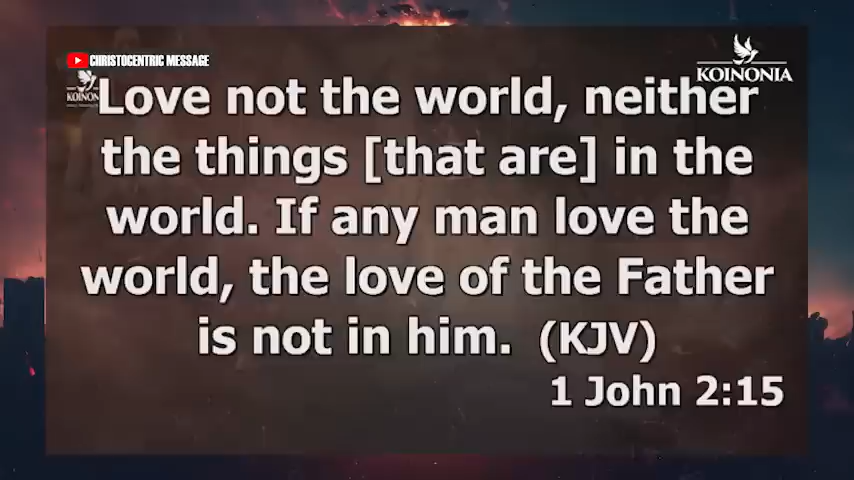 CHRISTOCENTRIC MESSAGE
KOINONIA
KOINON
Love not the world, neither
the things [that are] in the
world. If any man love the
world, the love of the Father
is not in him. (KJV)
1 John 2:15